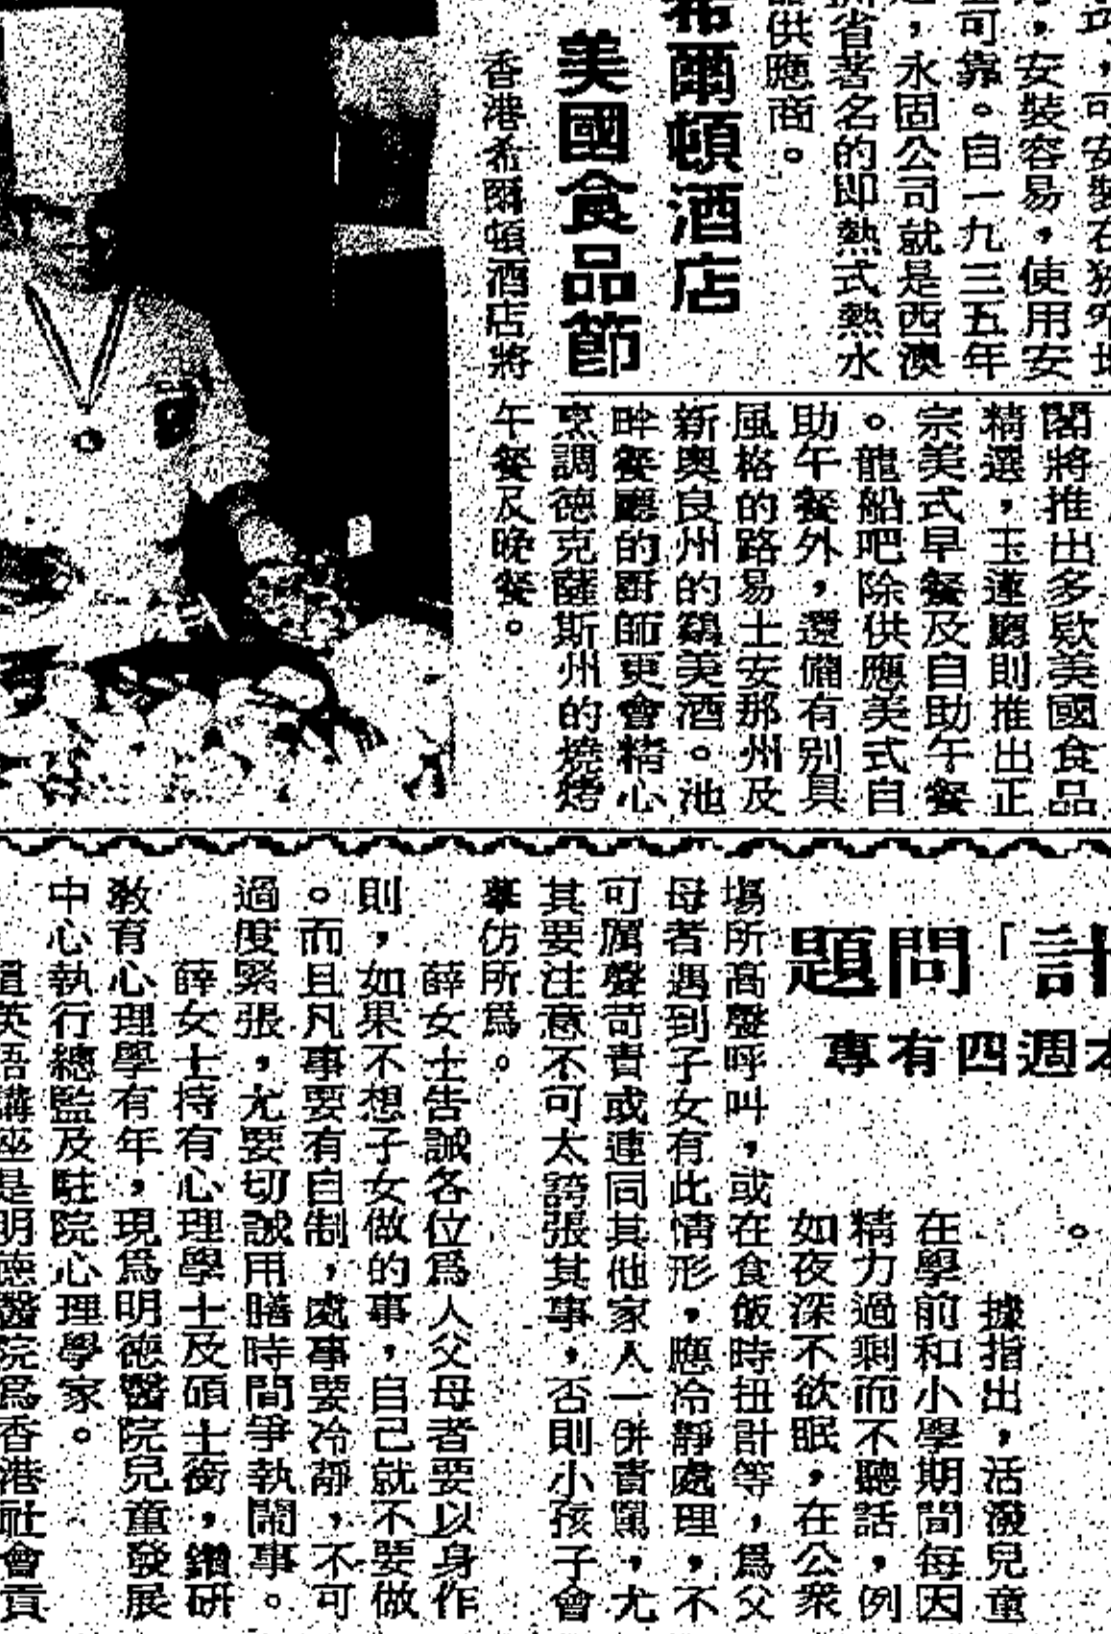 ，可安裝在
，安裝容易，使用安
可靠。自一九三五年
，永固公司就是西澳
省著名的即熱式熱水
供應商。
希爾頓酒店
美國食品節
香港希爾頓酒店將
閣將推出多款美國食品
精選，玉蓮廳則推出正
宗美式早餐及自助午餐
。龍船吧除供應美式自
助午餐外，還備有別具
風格的路易士安那州及
新奧良州的鷄美酒。池
畔餐廳的厨師更會精心
烹調德克薩斯州的燒烤
午餐及晚餐。
計「問題
本週四有專
。
據指出，活潑兒童
在學前和小學期間每因
精力過剩而不聽話，例
如夜深不欲眠，在公衆
場所高聲呼叫，或在食飯時扭計等，爲父
母者遇到子女有此情形，應冷靜處理，不
可厲聲苛責或連同其他家人一併責罵，尤
其要注意不可太誇張其事，否則小孩子會
摹仿所爲。
薛女士告誡各位爲人父母者要以身作
則，如果不想子女做的事，自己就不要做
。而且凡事要有自制，處事要冷靜，不可
過度緊張，尤要切誡用膳時間爭執鬧事。
薛女士持有心理學士及碩士銜，鑽研
教育心理學有年，現爲明德醫院兒童發展
中心執行總監及駐院心理學家。
英語講座是明德醫院爲香港社會貢